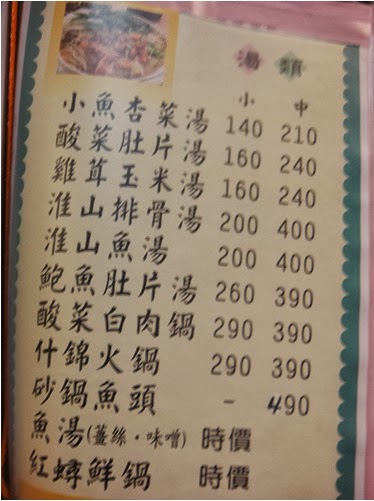 湯類
小 中
小魚杏菜湯 140 210
酸菜肚片湯 160 240
雞茸玉米湯 160 240
淮山排骨湯 200 400
淮山魚湯 200 400
鮑魚肚片湯 260 390
酸菜白肉鍋 290 390
什錦火鍋 290 390
砂鍋魚頭 - 490
魚湯(薑絲·味噌) 時價
紅蟳鮮鍋 時價